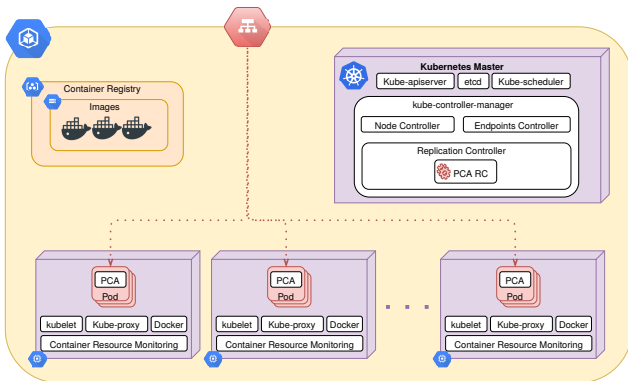 Container Registry
Images
Kubernetes Master
Kube-apiserver
etcd
Kube-scheduler
kube-controller-manager
Node Controller
Endpoints Controller
Replication Controller
PCA RC
PCA
Pod
kubelet
Kube-proxy
Docker
Container Resource Monitoring
PCA
Pod
kubelet
Kube-proxy
Docker
Container Resource Monitoring
PCA
Pod
kubelet
Kube-proxy
Docker
Container Resource Monitoring